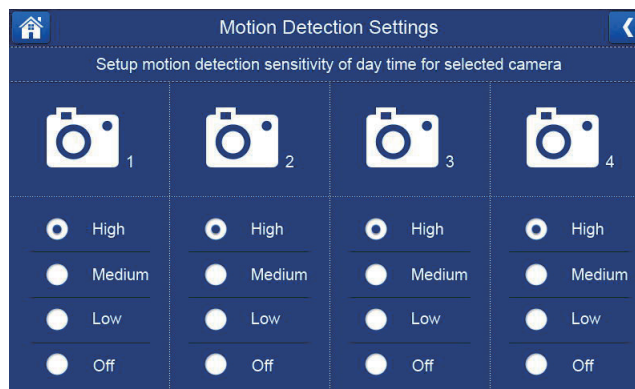 Motion Detection Settings
Setup motion detection sensitivity of day time for selected camera
1 2 3 4
High High High High
Medium Medium Medium Medium
Low Low Low Low
Off Off Off Off